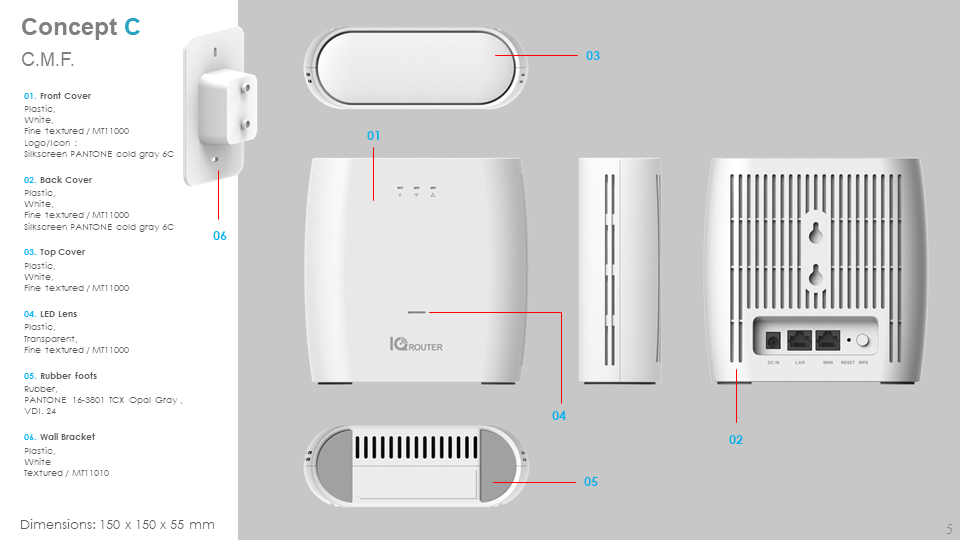 Concept C
C.M.F.
01. Front Cover
Plastic,
White,
Fine textured / MT11000
Logo/Icon :
Silkscreen PANTONE cold gray 6C
02. Back Cover
Plastic,
White,
Fine textured / MT11000
Silkscreen PANTONE cold gray 6C
03. Top Cover
Plastic,
White,
Fine textured / MT11000
04. LED Lens
Plastic,
Transparent,
Fine textured / MT11000
05. Rubber foots
Rubber,
PANTONE 16-3801 TCX Opal Gray ,
VDI. 24
06. Wall Bracket
Plastic,
White
Textured / MT11010
Dimensions: 150 x 150 x 55 mm
06
03
01
IQ ROUTER
04
DC IN LAN WAN RESET WPS
02
05
5